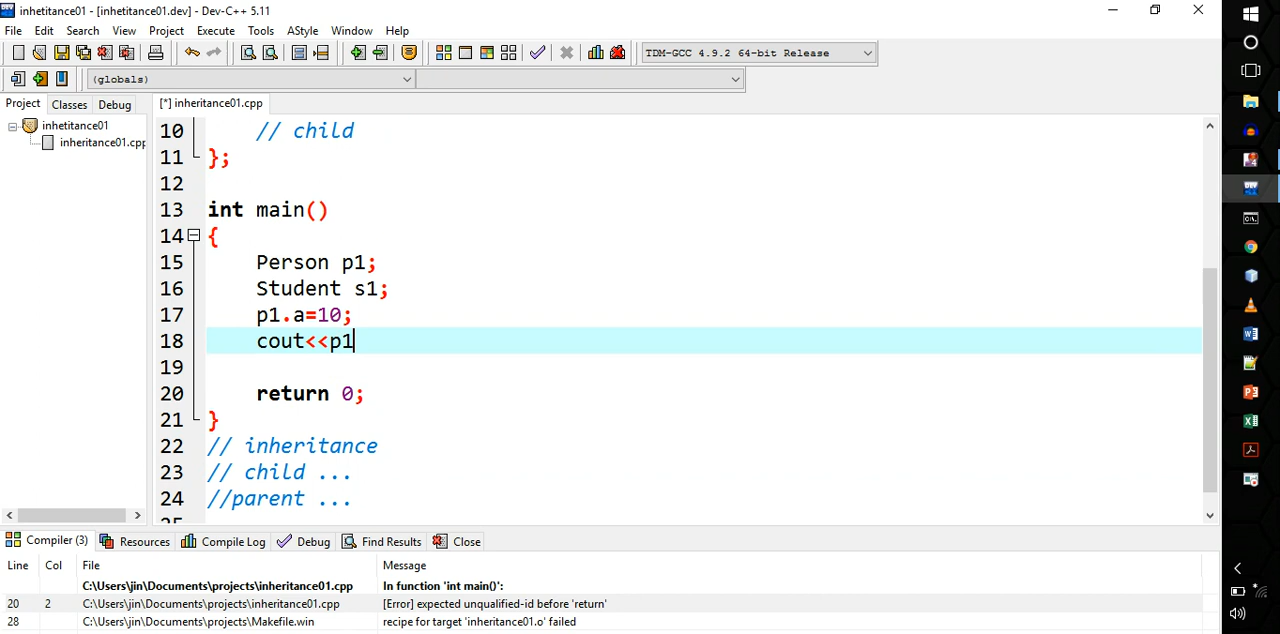 inhetitance01 - [inhetitance01.dev] - Dev-C++ 5.11
File Edit Search View Project Execute Tools AStyle Window Help
TDM-GCC 4.9.2 64-bit Release
(globals)
Project Classes Debug [*] inheritance01.cpp
inhetitance01
inheritance01.cpp
10 // child
11 };
12
13 int main()
14 {
15 Person p1;
16 Student s1;
17 p1.a=10;
18 cout<<p1
19
20 return 0;
21 }
22 // inheritance
23 // child ...
24 //parent ...
25
Compiler (3) Resources Compile Log Debug Find Results Close
Line Col File Message
C:\Users\jin\Documents\projects\inheritance01.cpp In function 'int main()':
20 2 C:\Users\jin\Documents\projects\inheritance01.cpp [Error] expected unqualified-id before 'return'
28 C:\Users\jin\Documents\projects\Makefile.win recipe for target 'inheritance01.o' failed